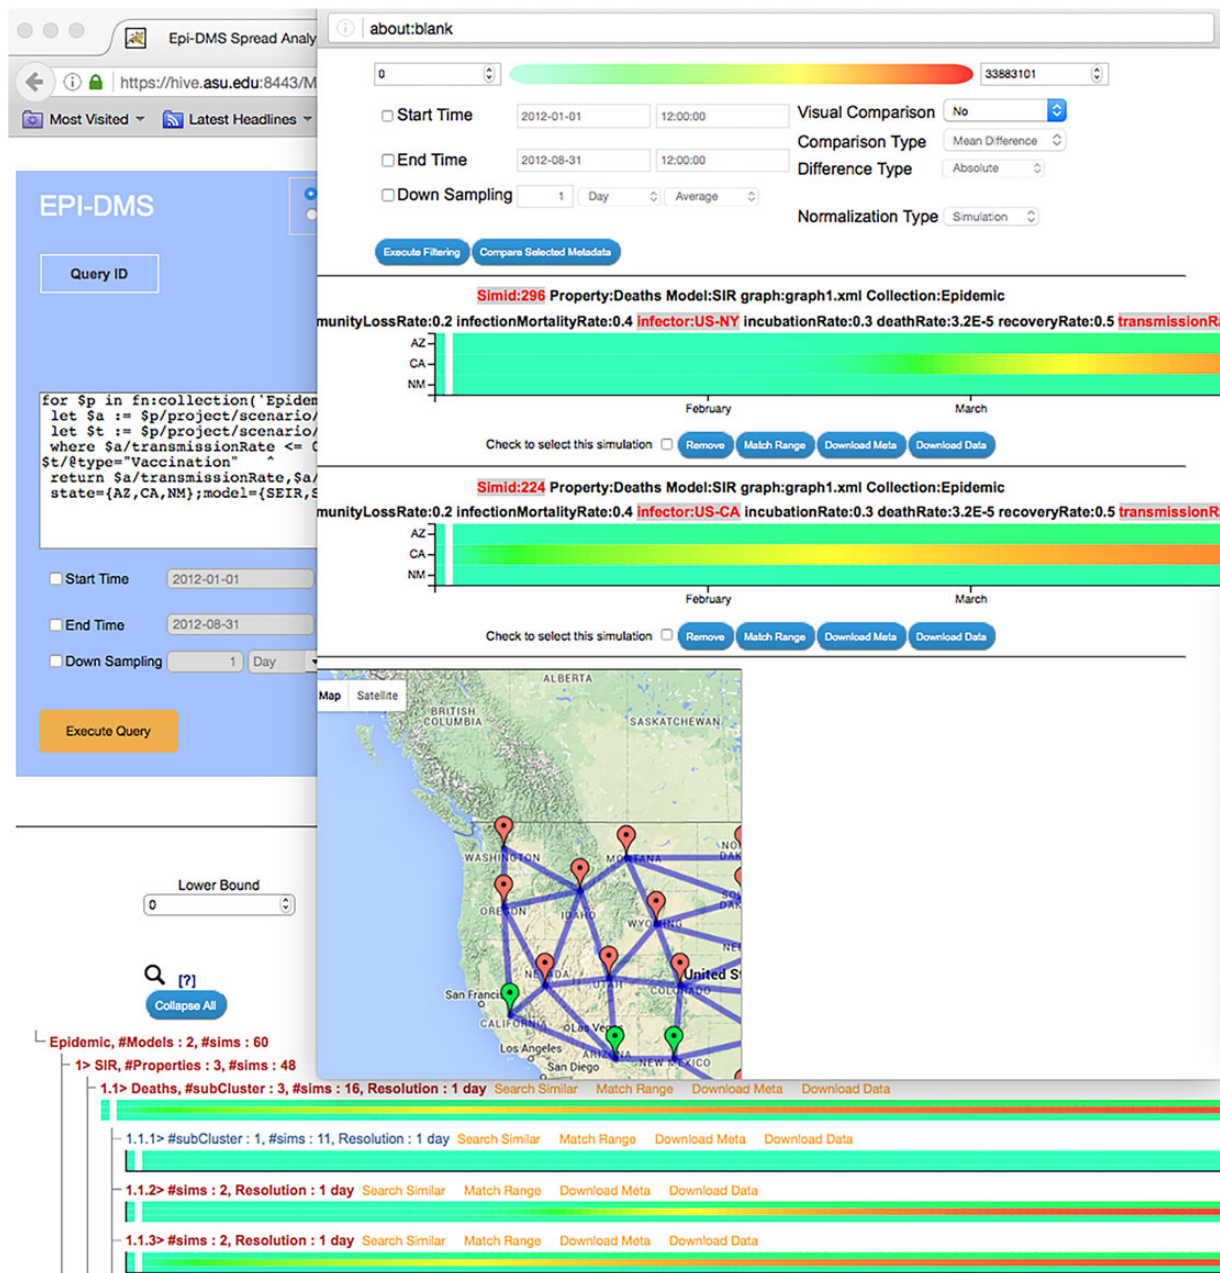 Epi-DMS Spread Analy
https://hive.asu.edu:8443/M
Most Visited
Latest Headlines
EPI-DMS
Query ID
for $p in fn:collection('Epidem
let $a := $p/project/scenario/
let $t := $p/project/scenario/
where $a/transmissionRate <= 0
$t/@type="Vaccination" ^
return $a/transmissionRate,$a/
state={AZ,CA,NM};model={SEIR,S
Start Time 2012-01-01
End Time 2012-08-31
Down Sampling 1 Day
Execute Query
about:blank
0 33883101
Start Time 2012-01-01 12:00:00
End Time 2012-08-31 12:00:00
Down Sampling 1 Day Average
Visual Comparison No
Comparison Type Mean Difference
Difference Type Absolute
Normalization Type Simulation
Execute Filtering Compare Selected Metadata
Simid:296 Property:Deaths Model:SIR graph:graph1.xml Collection:Epidemic
munityLossRate:0.2 infectionMortalityRate:0.4 infector:US-NY incubationRate:0.3 deathRate:3.2E-5 recoveryRate:0.5 transmissionRa
AZ
CA
NM
February March
Check to select this simulation Remove Match Range Download Meta Download Data
Simid:224 Property:Deaths Model:SIR graph:graph1.xml Collection:Epidemic
munityLossRate:0.2 infectionMortalityRate:0.4 infector:US-CA incubationRate:0.3 deathRate:3.2E-5 recoveryRate:0.5 transmissionRa
AZ
CA
NM
February March
Check to select this simulation Remove Match Range Download Meta Download Data
Map Satellite
ALBERTA
BRITISH
COLUMBIA
SASKATCHEWAN
WASHINGTON
MONTANA
NO
DAK
OREGON
IDAHO
SO
DAK
WYOMING
NE
NEVADA
UTAH
COLORADO
United St
San Francis
CALIFORNIA
Las Vegas
Los Angeles
ARIZONA
NEW MEXICO
San Diego
Lower Bound
0
[?]
Collapse All
Epidemic, #Models : 2, #sims : 60
1> SIR, #Properties : 3, #sims : 48
1.1> Deaths, #subCluster : 3, #sims : 16, Resolution : 1 day Search Similar Match Range Download Meta Download Data
1.1.1> #subCluster : 1, #sims : 11, Resolution : 1 day Search Similar Match Range Download Meta Download Data
1.1.2> #sims : 2, Resolution : 1 day Search Similar Match Range Download Meta Download Data
1.1.3> #sims : 2, Resolution : 1 day Search Similar Match Range Download Meta Download Data